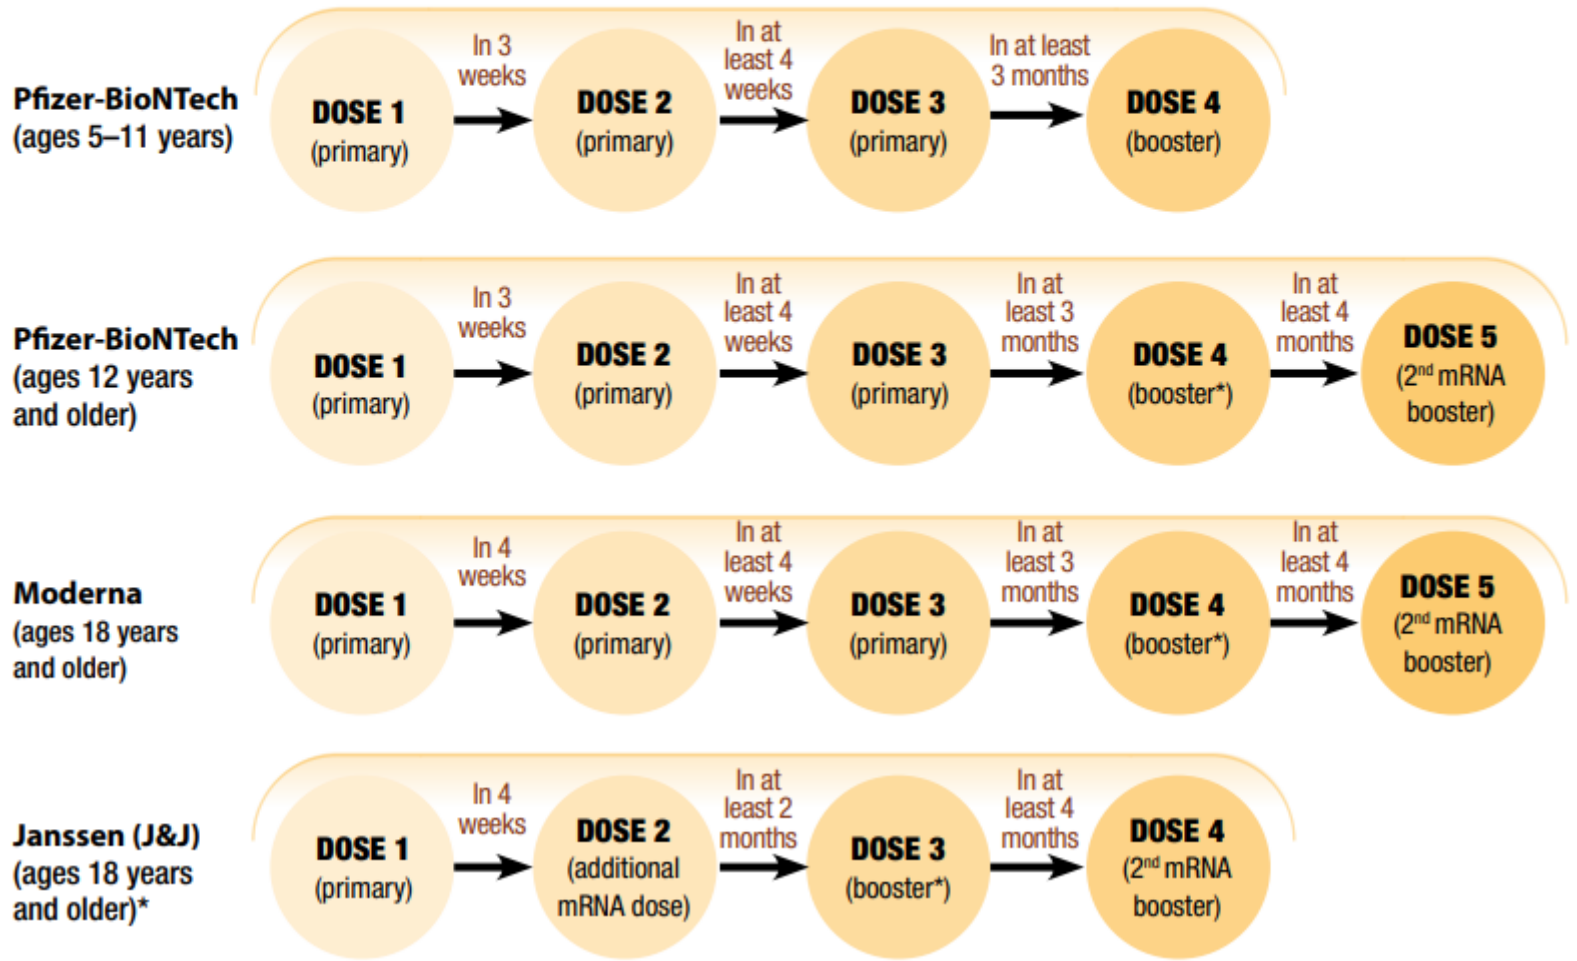 Pfizer-BioNTech
(ages 5–11 years)
DOSE 1
(primary)
In 3
weeks
DOSE 2
(primary)
In at
least 4
weeks
DOSE 3
(primary)
In at least
3 months
DOSE 4
(booster)
Pfizer-BioNTech
(ages 12 years
and older)
DOSE 1
(primary)
In 3
weeks
DOSE 2
(primary)
In at
least 4
weeks
DOSE 3
(primary)
In at
least 3
months
DOSE 4
(booster*)
In at
least 4
months
DOSE 5
(2nd mRNA
booster)
Moderna
(ages 18 years
and older)
DOSE 1
(primary)
In 4
weeks
DOSE 2
(primary)
In at
least 4
weeks
DOSE 3
(primary)
In at
least 3
months
DOSE 4
(booster*)
In at
least 4
months
DOSE 5
(2nd mRNA
booster)
Janssen (J&J)
(ages 18 years
and older)*
DOSE 1
(primary)
In 4
weeks
DOSE 2
(additional
mRNA dose)
In at
least 2
months
DOSE 3
(booster*)
In at
least 4
months
DOSE 4
(2nd mRNA
booster)